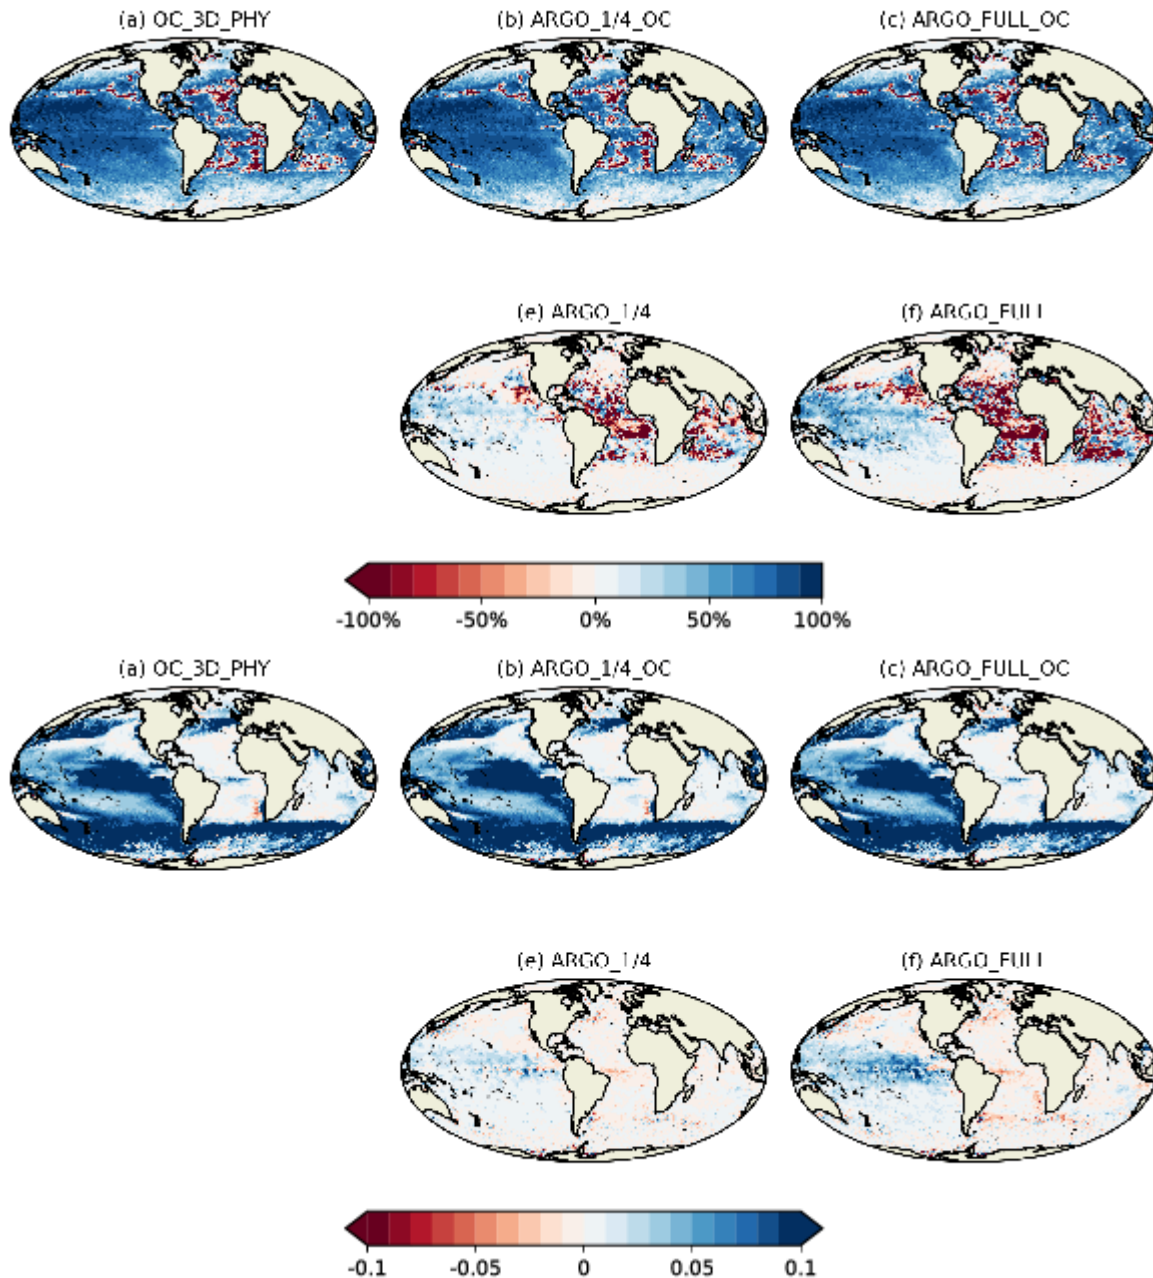 (a) OC_3D_PHY (b) ARGO_1/4_OC (c) ARGO_FULL_OC
(e) ARGO_1/4 (f) ARGO_FULL
-100% -50% 0% 50% 100%
(a) OC_3D_PHY (b) ARGO_1/4_OC (c) ARGO_FULL_OC
(e) ARGO_1/4 (f) ARGO_FULL
-0.1 -0.05 0 0.05 0.1